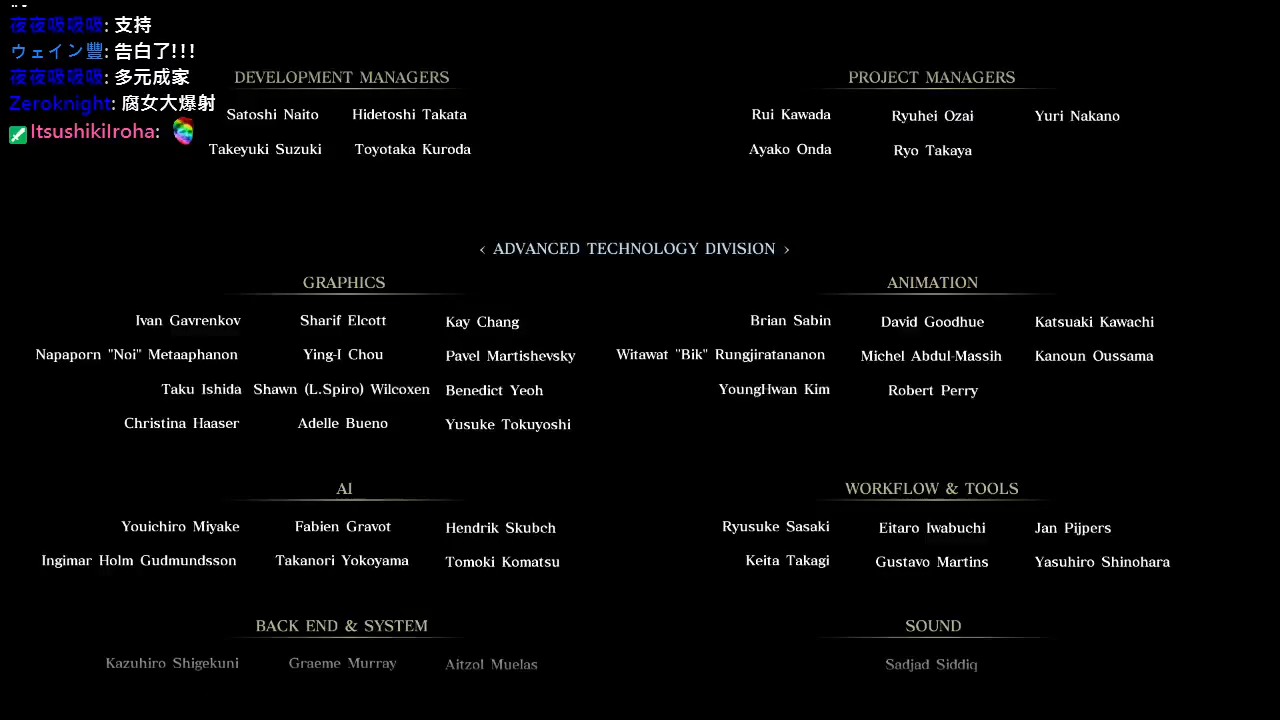 夜夜吸吸吸: 支持
ウェイン豐: 告白了!!!
夜夜吸吸吸: 多元成家
Zeroknight: 腐女大爆射
ItsushikiIroha:
DEVELOPMENT MANAGERS
Satoshi Naito Hidetoshi Takata
Takeyuki Suzuki Toyotaka Kuroda
PROJECT MANAGERS
Rui Kawada Ryuhei Ozai Yuri Nakano
Ayako Onda Ryo Takaya
‹ ADVANCED TECHNOLOGY DIVISION ›
GRAPHICS
Ivan Gavrenkov Sharif Elcott Kay Chang
Napaporn "Noi" Metaaphanon Ying-I Chou Pavel Martishevsky
Taku Ishida Shawn (L.Spiro) Wilcoxen Benedict Yeoh
Christina Haaser Adelle Bueno Yusuke Tokuyoshi
ANIMATION
Brian Sabin David Goodhue Katsuaki Kawachi
Witawat "Bik" Rungjiratananon Michel Abdul-Massih Kanoun Oussama
YoungHwan Kim Robert Perry
AI
Youichiro Miyake Fabien Gravot Hendrik Skubch
Ingimar Holm Gudmundsson Takanori Yokoyama Tomoki Komatsu
WORKFLOW & TOOLS
Ryusuke Sasaki Eitaro Iwabuchi Jan Pijpers
Keita Takagi Gustavo Martins Yasuhiro Shinohara
BACK END & SYSTEM
Kazuhiro Shigekuni Graeme Murray Aitzol Muelas
SOUND
Sadjad Siddiq